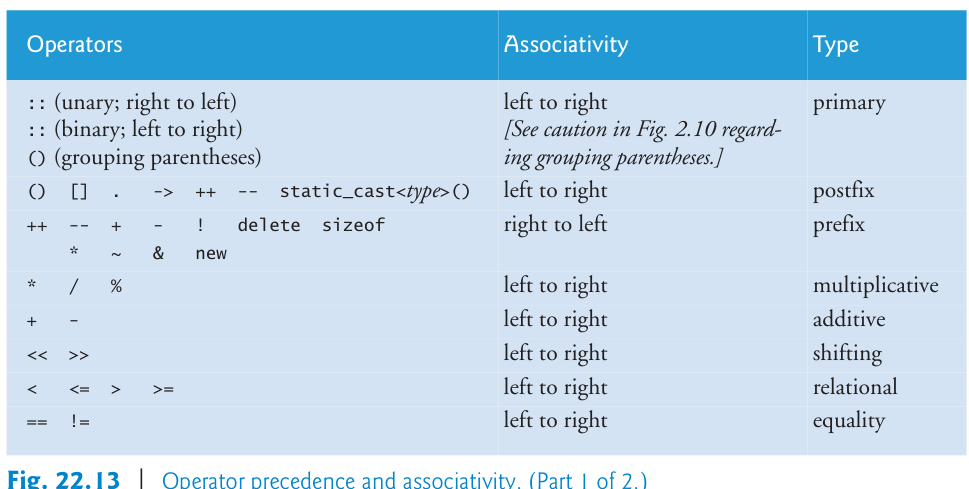 Operators Associativity Type
:: (unary; right to left) left to right primary
:: (binary; left to right) [See caution in Fig. 2.10 regard-
() (grouping parentheses) ing grouping parentheses.]
() [] . -> ++ -- static_cast<type>() left to right postfix
++ -- + - ! delete sizeof right to left prefix
* ~ & new
* / % left to right multiplicative
+ - left to right additive
<< >> left to right shifting
< <= > >= left to right relational
== != left to right equality
Fig. 22.13 | Operator precedence and associativity. (Part 1 of 2.)